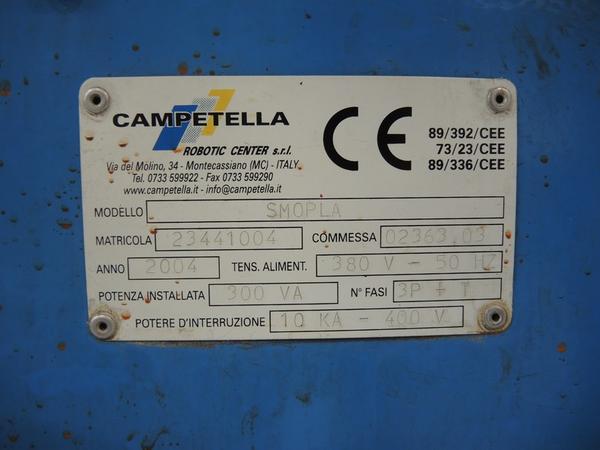 CAMPETELLA
ROBOTIC CENTER s.r.l.
Via del Molino, 34 - Montecassiano (MC) - ITALY
Tel. 0733 599922 - Fax 0733 599290
www.campetella.it - info@campetella.it
CE
89/392/CEE
73/23/CEE
89/336/CEE
MODELLO SMOPLA
MATRICOLA 23441004 COMMESSA 02363.03
ANNO 2004 TENS. ALIMENT. 380 V - 50 HZ
POTENZA INSTALLATA 300 VA N° FASI 3P + T
POTERE D'INTERRUZIONE 10 KA - 400 V